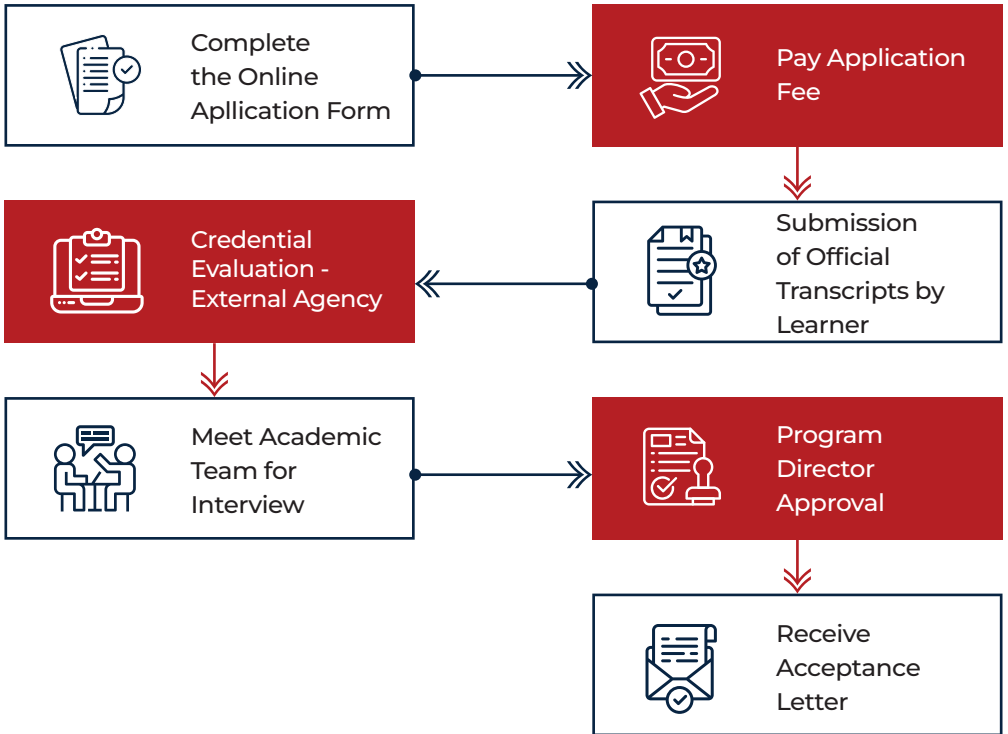 Complete
the Online
Apllication Form
Pay Application
Fee
Submission
of Official
Transcripts by
Learner
Credential
Evaluation -
External Agency
Meet Academic
Team for
Interview
Program
Director
Approval
Receive
Acceptance
Letter